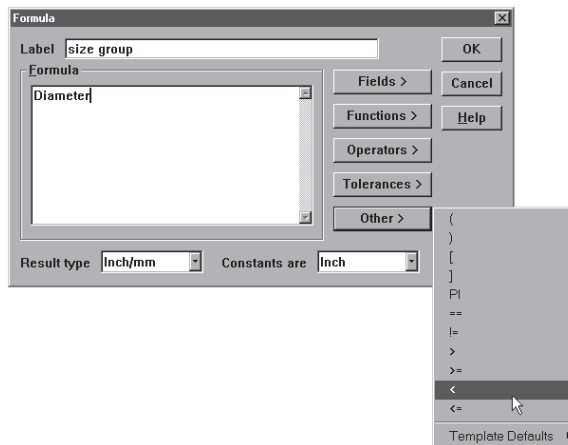 Formula
Label size group
OK
Formula
Diameter
Fields >
Cancel
Functions >
Help
Operators >
Tolerances >
Other >
Result type Inch/mm Constants are Inch
(
)
[
]
PI
==
!=
>
>=
<
<=
Template Defaults